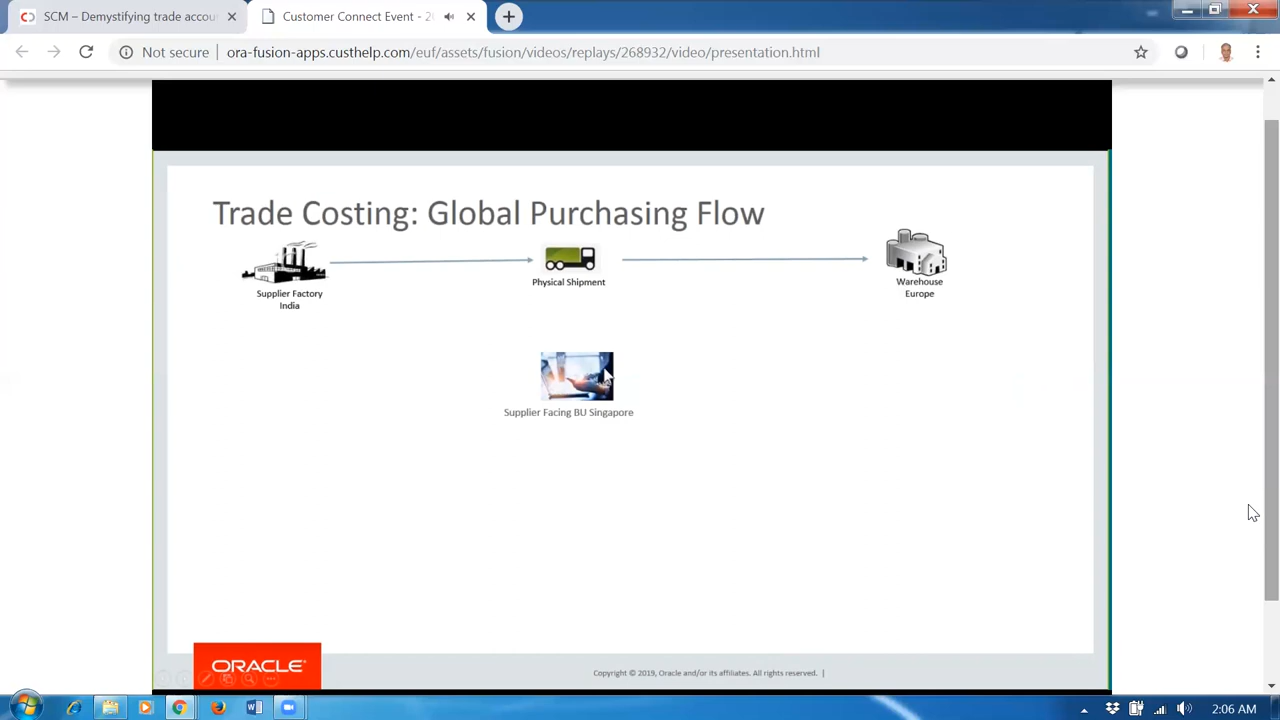 SCM – Demystifying trade accou
Customer Connect Event - 2
Not secure | ora-fusion-apps.custhelp.com/euf/assets/fusion/videos/replays/268932/video/presentation.html
Trade Costing: Global Purchasing Flow
Supplier Factory
India
Physical Shipment
Warehouse
Europe
Supplier Facing BU Singapore
ORACLE®
Copyright © 2019, Oracle and/or its affiliates. All rights reserved. |
2:06 AM